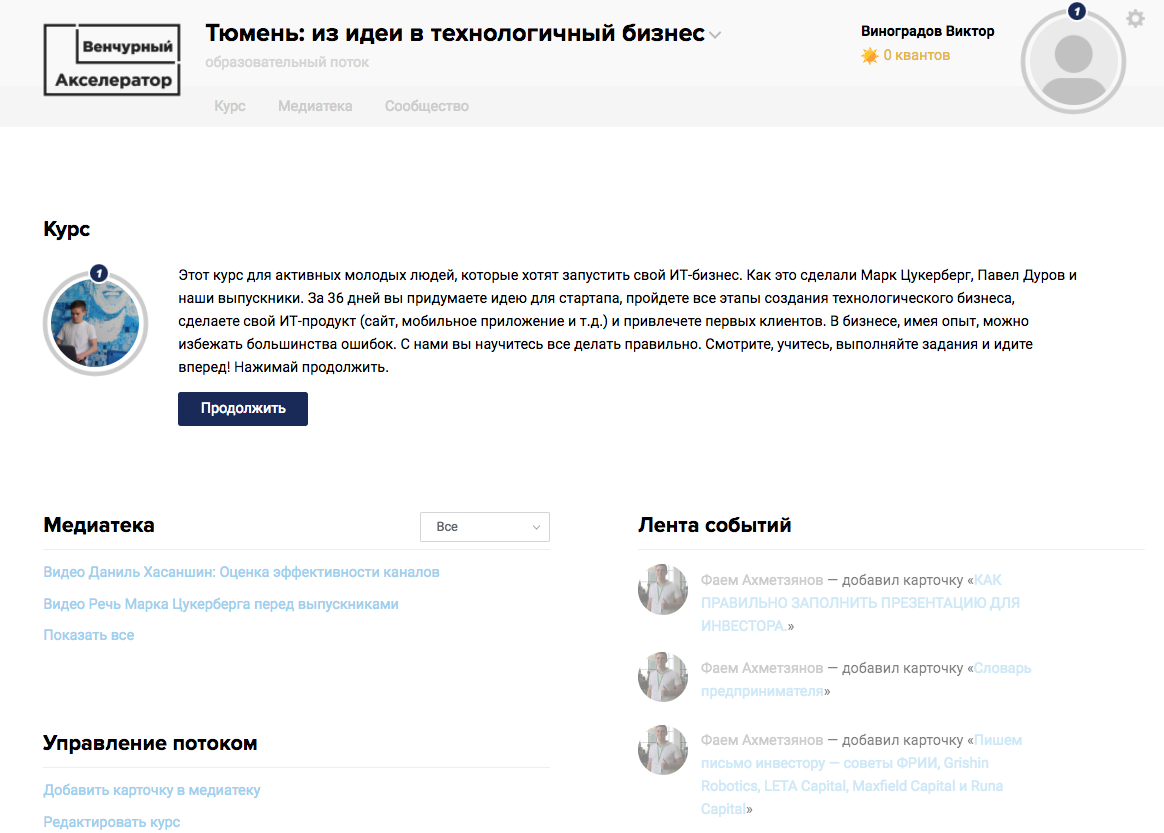 Венчурный
Акселератор
Тюмень: из идеи в технологичный бизнес
образовательный поток
Виноградов Виктор
0 квантов
1
Курс
Медиатека
Сообщество
Курс
1
Этот курс для активных молодых людей, которые хотят запустить свой ИТ-бизнес. Как это сделали Марк Цукерберг, Павел Дуров и
наши выпускники. За 36 дней вы придумаете идею для стартапа, пройдете все этапы создания технологического бизнеса,
сделаете свой ИТ-продукт (сайт, мобильное приложение и т.д.) и привлечете первых клиентов. В бизнесе, имея опыт, можно
избежать большинства ошибок. С нами вы научитесь все делать правильно. Смотрите, учитесь, выполняйте задания и идите
вперед! Нажимай продолжить.
Продолжить
Медиатека
Все
Видео Даниль Хасаншин: Оценка эффективности каналов
Видео Речь Марка Цукерберга перед выпускниками
Показать все
Управление потоком
Добавить карточку в медиатеку
Редактировать курс
Лента событий
Фаем Ахметзянов — добавил карточку «КАК
ПРАВИЛЬНО ЗАПОЛНИТЬ ПРЕЗЕНТАЦИЮ ДЛЯ
ИНВЕСТОРА.»
Фаем Ахметзянов — добавил карточку «Словарь
предпринимателя»
Фаем Ахметзянов — добавил карточку «Пишем
письмо инвестору — советы ФРИИ, Grishin
Robotics, LETA Capital, Maxfield Capital и Runa
Capital»